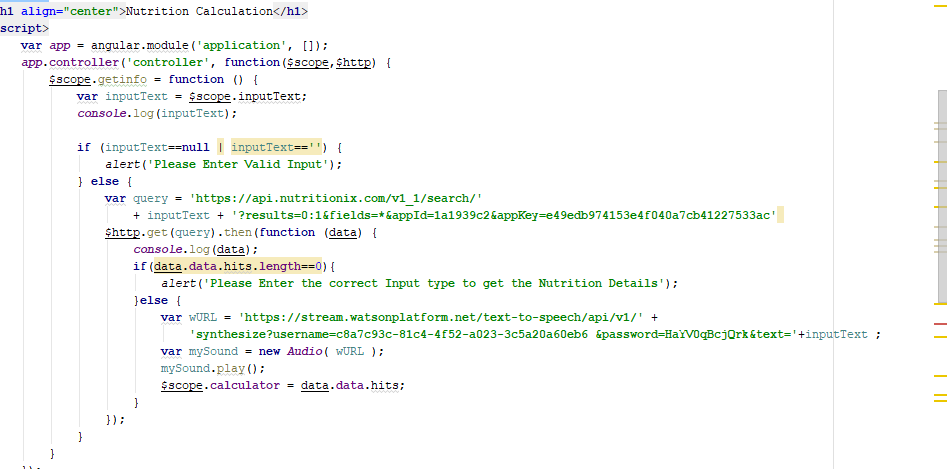 h1 align="center">Nutrition Calculation</h1>
script>
var app = angular.module('application', []);
app.controller('controller', function($scope,$http) {
$scope.getinfo = function () {
var inputText = $scope.inputText;
console.log(inputText);
if (inputText==null | inputText=='') {
alert('Please Enter Valid Input');
} else {
var query = 'https://api.nutritionix.com/v1_1/search/'
+ inputText + '?results=0:1&fields=*&appId=1a1939c2&appKey=e49edb974153e4f040a7cb41227533ac'
$http.get(query).then(function (data) {
console.log(data);
if(data.data.hits.length==0){
alert('Please Enter the correct Input type to get the Nutrition Details');
}else {
var wURL = 'https://stream.watsonplatform.net/text-to-speech/api/v1/' +
'synthesize?username=c8a7c93c-81c4-4f52-a023-3c5a20a60eb6 &password=HaYV0qBcjQrk&text='+inputText ;
var mySound = new Audio( wURL );
mySound.play();
$scope.calculator = data.data.hits;
}
});
}
}
});